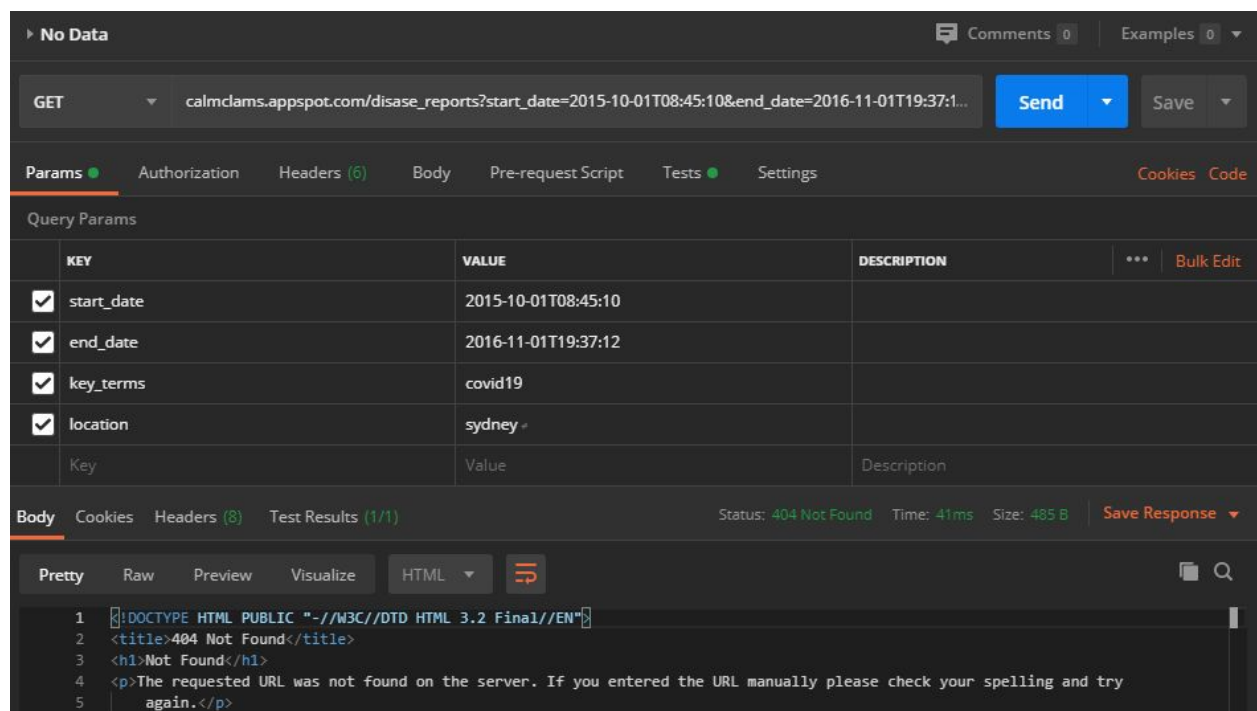 No Data
Comments 0 Examples 0
GET calmclams.appspot.com/disase_reports?start_date=2015-10-01T08:45:10&end_date=2016-11-01T19:37:1... Send Save
Params Authorization Headers (6) Body Pre-request Script Tests Settings Cookies Code
Query Params
KEY VALUE DESCRIPTION ••• Bulk Edit
start_date 2015-10-01T08:45:10
end_date 2016-11-01T19:37:12
key_terms covid19
location sydney
Key Value Description
Body Cookies Headers (8) Test Results (1/1) Status: 404 Not Found Time: 41ms Size: 485 B Save Response
Pretty Raw Preview Visualize HTML
1 <!DOCTYPE HTML PUBLIC "-//W3C//DTD HTML 3.2 Final//EN">
2 <title>404 Not Found</title>
3 <h1>Not Found</h1>
4 <p>The requested URL was not found on the server. If you entered the URL manually please check your spelling and try
5 again.</p>